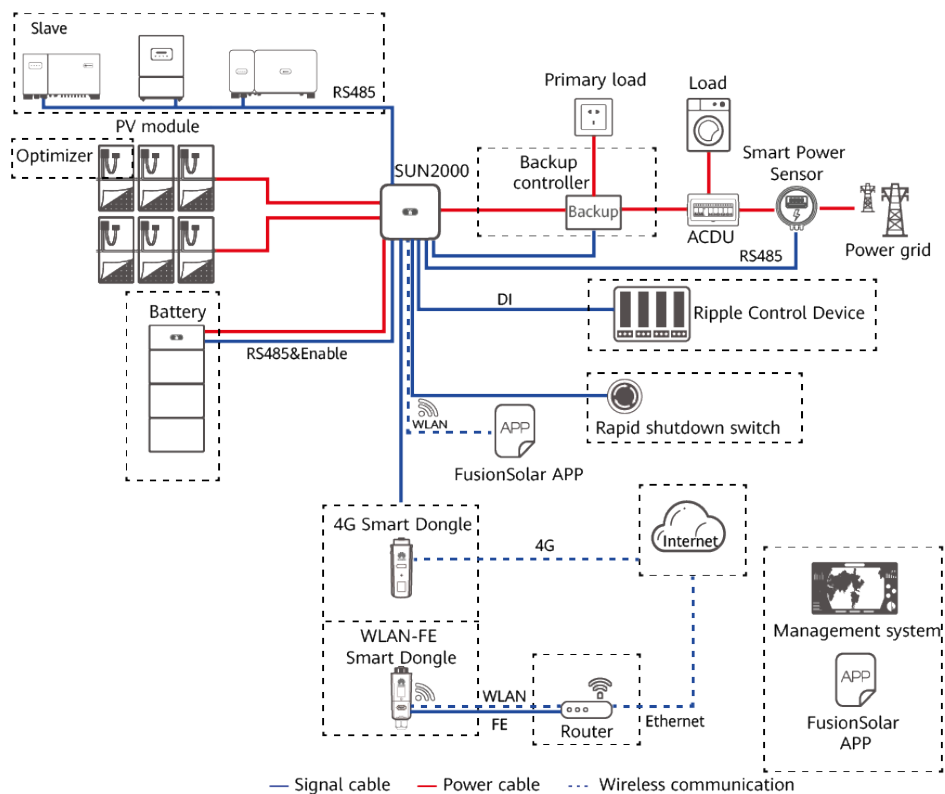 Slave
RS485
PV module
Optimizer
SUN2000
Primary load
Load
Backup
controller
Backup
Smart Power
Sensor
ACDU
Power grid
RS485
DI
Ripple Control Device
Battery
RS485&Enable
WLAN
APP
FusionSolar APP
Rapid shutdown switch
4G Smart Dongle
4G
Internet
WLAN-FE
Smart Dongle
WLAN
FE
Router
Ethernet
Management system
APP
FusionSolar
APP
Signal cable
Power cable
Wireless communication